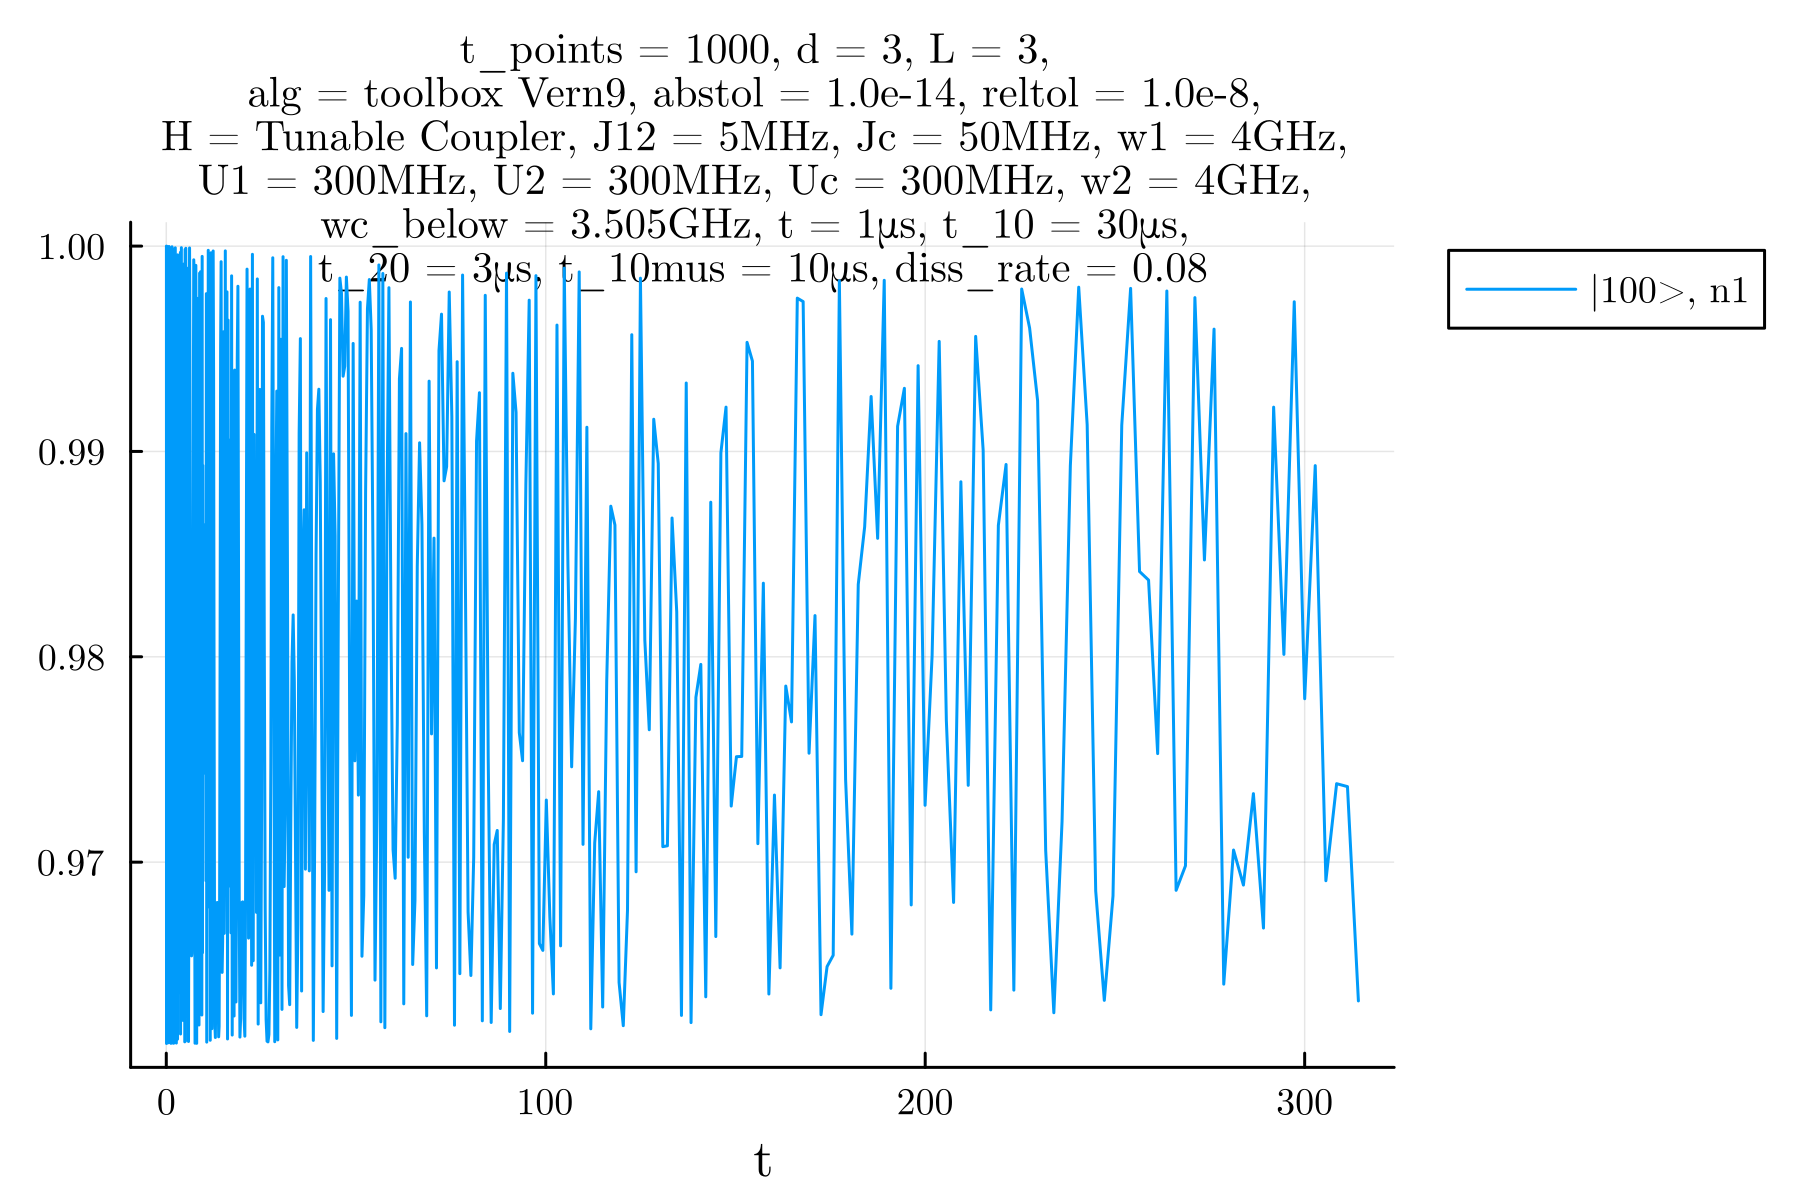 t_points = 1000, d = 3, L = 3,
alg = toolbox Vern9, abstol = 1.0e-14, reltol = 1.0e-8,
H = Tunable Coupler, J12 = 5MHz, Jc = 50MHz, w1 = 4GHz,
U1 = 300MHz, U2 = 300MHz, Uc = 300MHz, w2 = 4GHz,
wc_below = 3.505GHz, t = 1μs, t_10 = 30μs,
t_20 = 3μs, t_10mus = 10μs, diss_rate = 0.08
1.00
0.99
0.98
0.97
|100>, n1
0 100 200 300
t